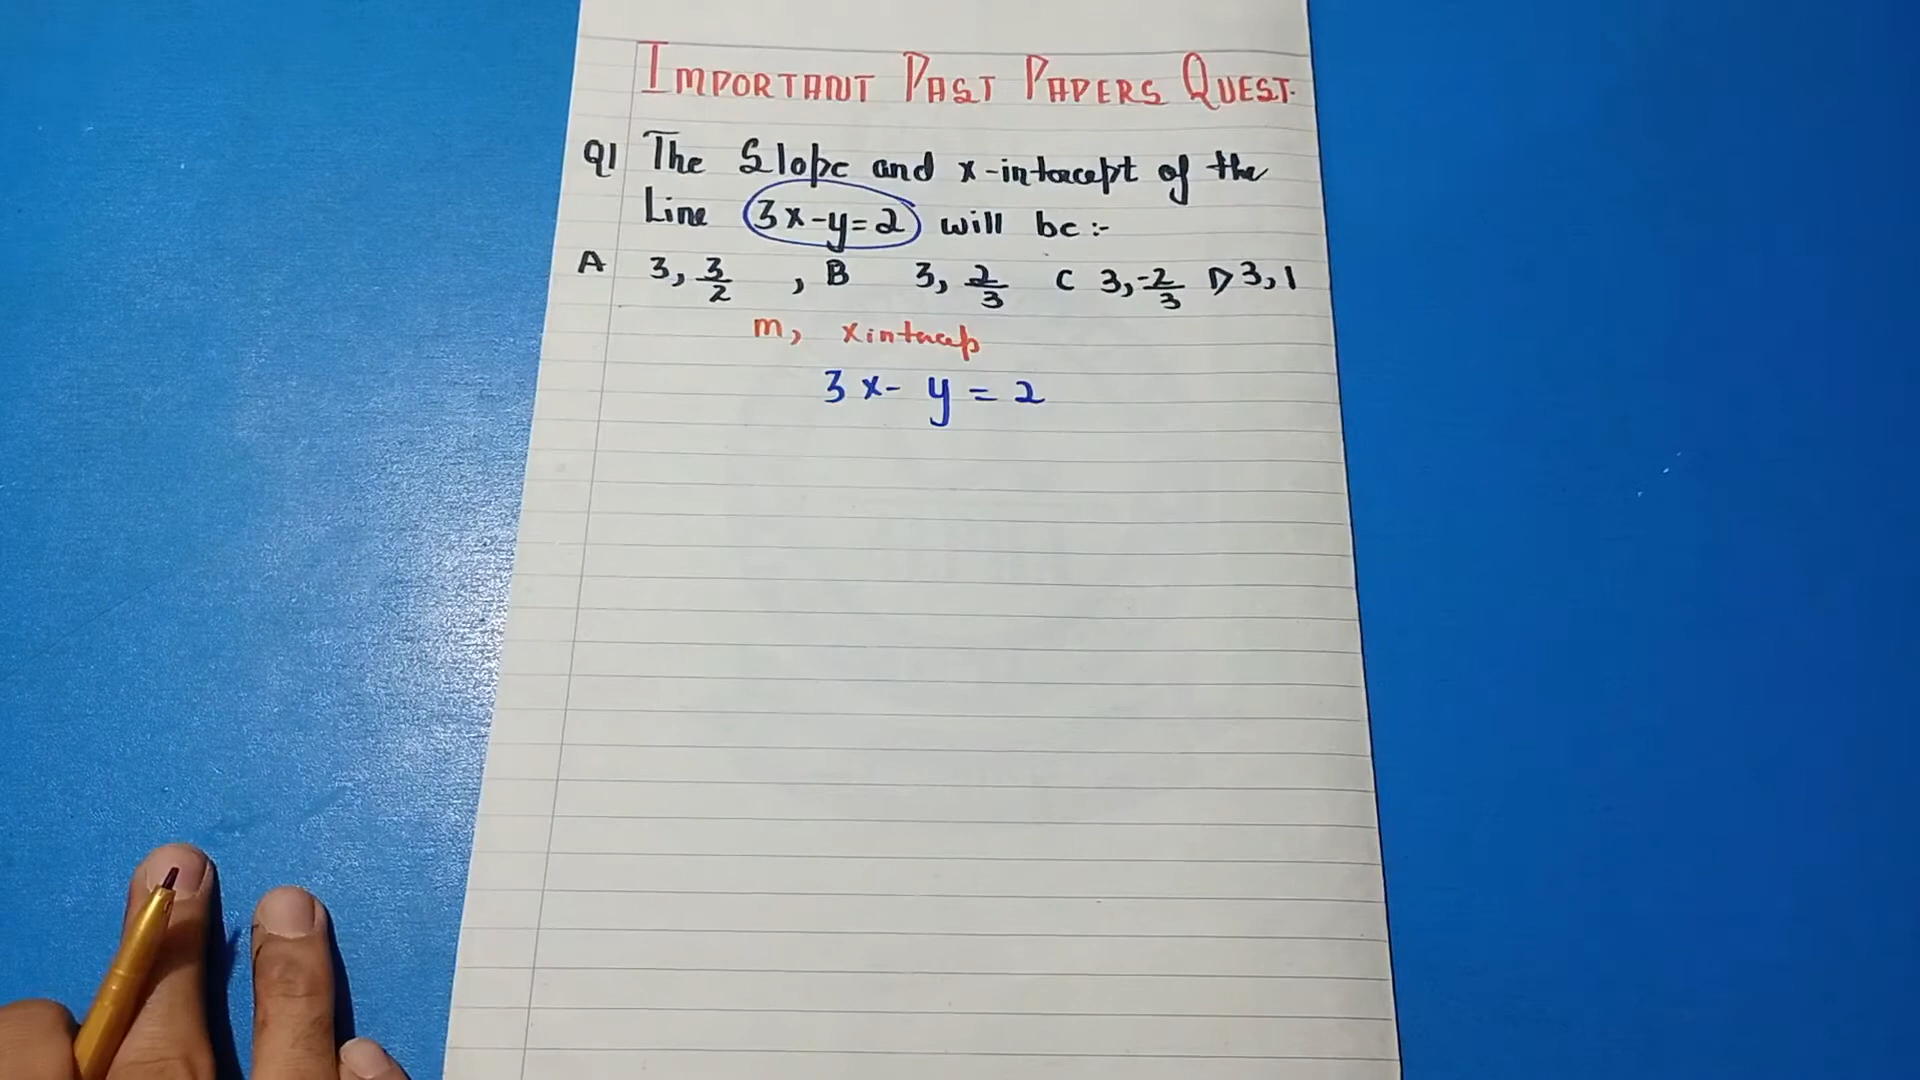 IMPORTANT PAST PAPERS QUEST.
Q1 The Slope and x-intercept of the
Line 3x-y=2 will be :-
A 3, 3/2 , B 3, 2/3 C 3, -2/3 D 3, 1
m, x intercep
3x - y = 2